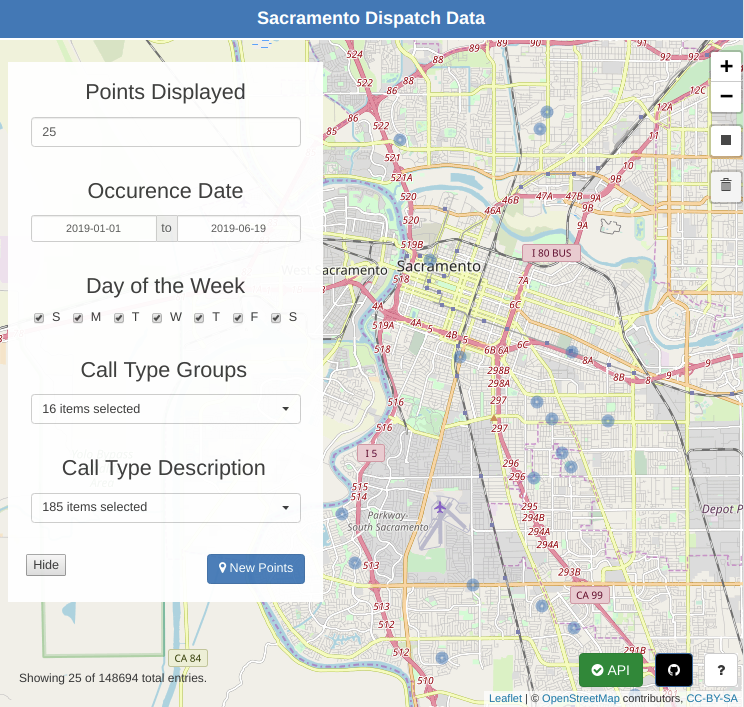 Sacramento Dispatch Data
Points Displayed
25
Occurence Date
2019-01-01 to 2019-06-19
Day of the Week
S M T W T F S
Call Type Groups
16 items selected
Call Type Description
185 items selected
Hide
New Points
Showing 25 of 148694 total entries.
+
−
524
88
89
90
91
92
92
522
88
12C
86
12A
85
522
11
521
10
521A
9B
520
46B
47A
47B
9B
520
46A
9A
519B
I 80 BUS
West Sacramento
Sacramento
518
7A
4A
6C
519A
4A
5
4B
5
6C
518
6B 6A
8A
298B
8B
8
9
298A
516
297
516
297
I 5
296
515
296
514
295
Depot P
Parkway-
South Sacramento
294B
294A
294A
513
293B
CA 99
513
512
291B
512
CA 84
510
API
?
Leaflet | © OpenStreetMap contributors, CC-BY-SA